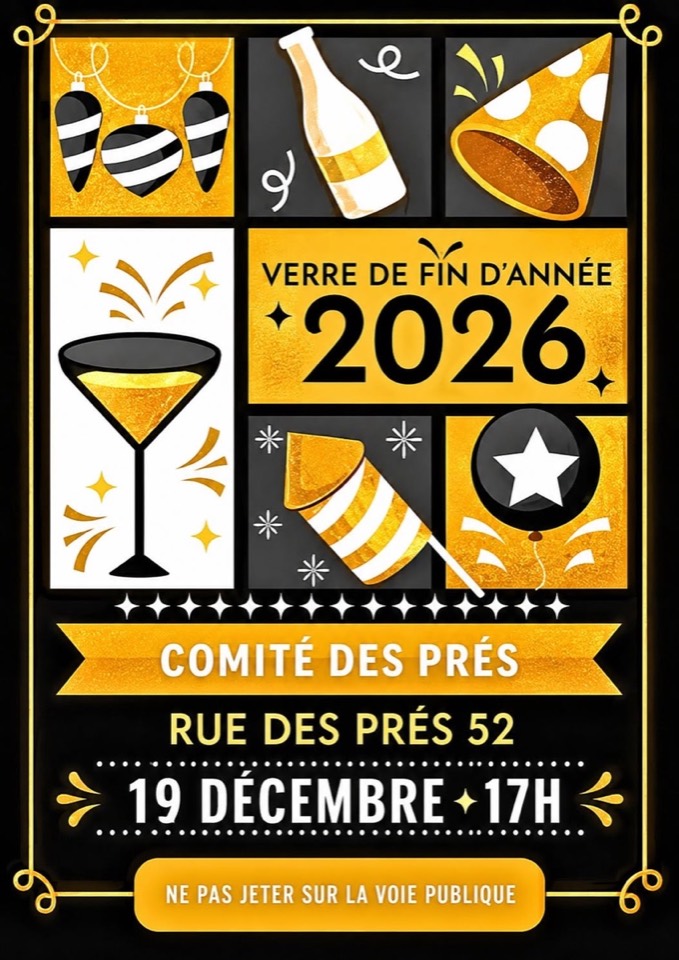 VERRE DE FIN D'ANNÉE
2026
COMITÉ DES PRÉS
RUE DES PRÉS 52
19 DÉCEMBRE 17H
NE PAS JETER SUR LA VOIE PUBLIQUE